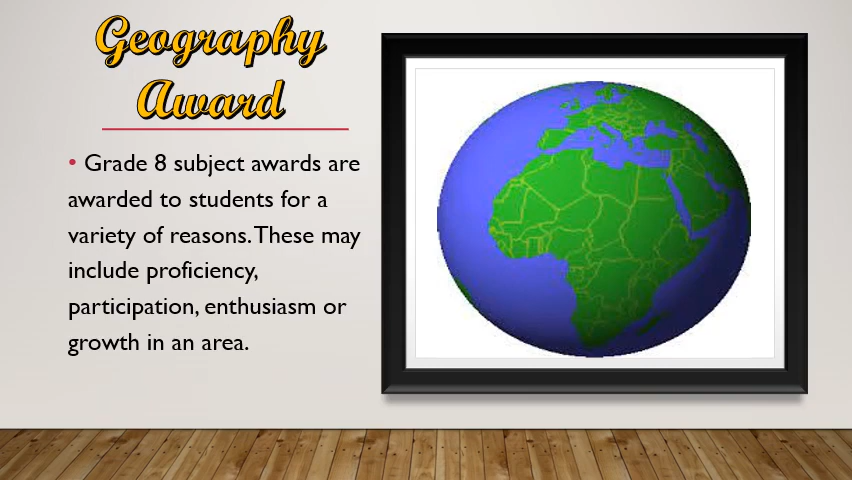 Geography
Award
• Grade 8 subject awards are
awarded to students for a
variety of reasons. These may
include proficiency,
participation, enthusiasm or
growth in an area.